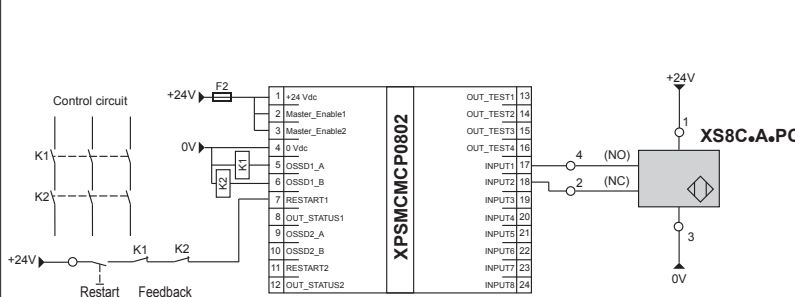 +24V
F2
Control circuit
+24V
0V
K1
K2
K1
K2
+24V
K1
K2
Restart
Feedback
1 +24 Vdc
2 Master_Enable1
3 Master_Enable2
4 0 Vdc
5 OSSD1_A
6 OSSD1_B
7 RESTART1
8 OUT_STATUS1
9 OSSD2_A
10 OSSD2_B
11 RESTART2
12 OUT_STATUS2
XPSMCMCP0802
OUT_TEST1 13
OUT_TEST2 14
OUT_TEST3 15
OUT_TEST4 16
INPUT1 17
INPUT2 18
INPUT3 19
INPUT4 20
INPUT5 21
INPUT6 22
INPUT7 23
INPUT8 24
4 (NO)
2 (NC)
1
XS8C•A•PC
3
0V